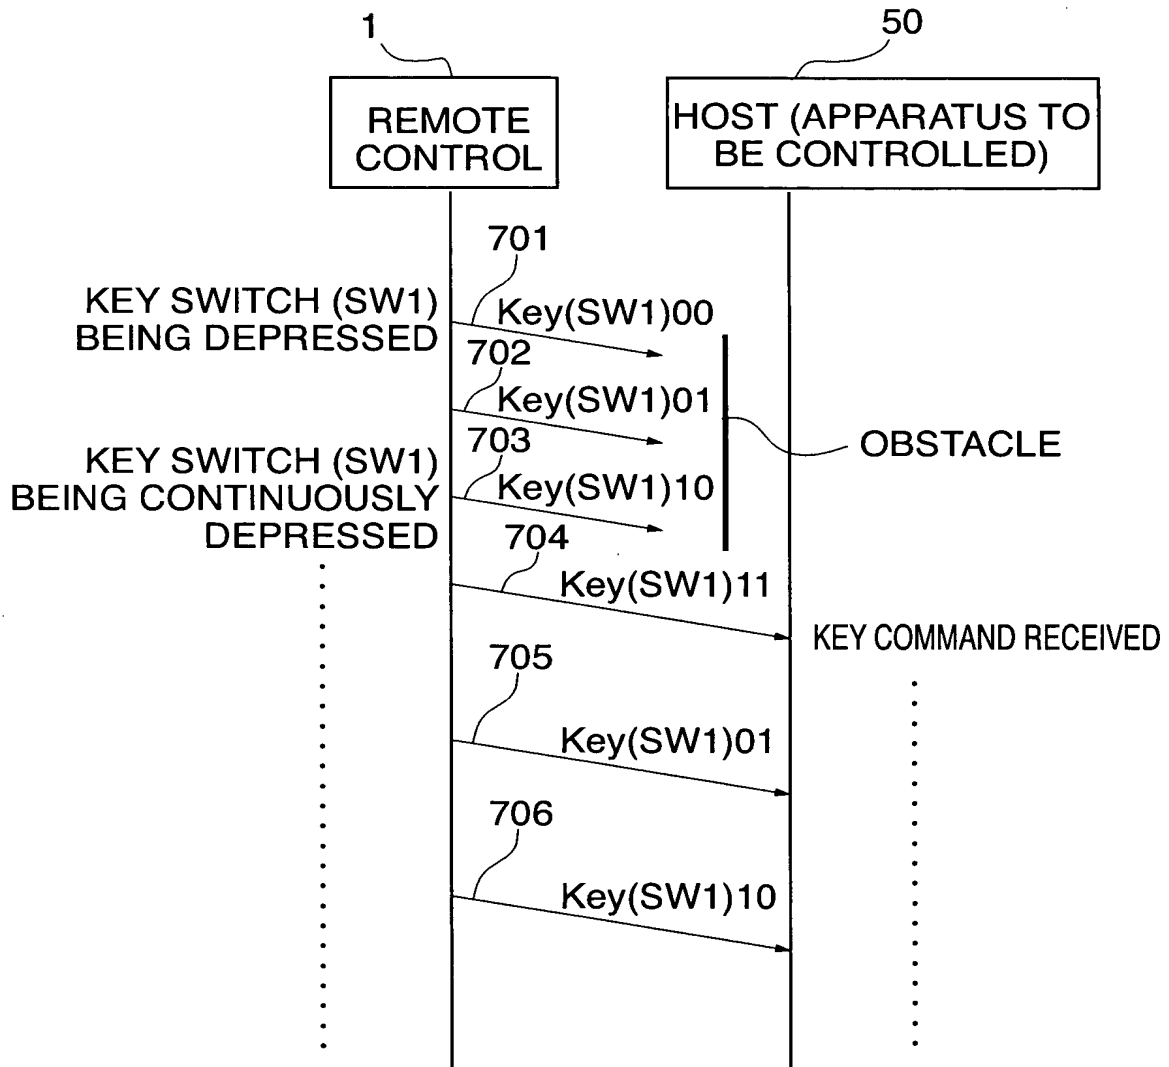 1
50
REMOTE
CONTROL
HOST (APPARATUS TO
BE CONTROLLED)
701
KEY SWITCH (SW1)
BEING DEPRESSED
Key(SW1)00
702
Key(SW1)01
OBSTACLE
703
KEY SWITCH (SW1)
BEING CONTINUOUSLY
DEPRESSED
Key(SW1)10
704
Key(SW1)11
KEY COMMAND RECEIVED
705
Key(SW1)01
706
Key(SW1)10